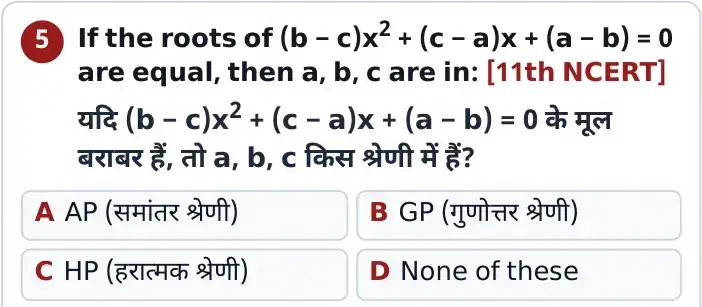 5 If the roots of (b − c)x² + (c − a)x + (a − b) = 0
are equal, then a, b, c are in: [11th NCERT]
यदि (b − c)x² + (c − a)x + (a − b) = 0 के मूल
बराबर हैं, तो a, b, c किस श्रेणी में हैं?
A AP (समांतर श्रेणी)
B GP (गुणोत्तर श्रेणी)
C HP (हरात्मक श्रेणी)
D None of these